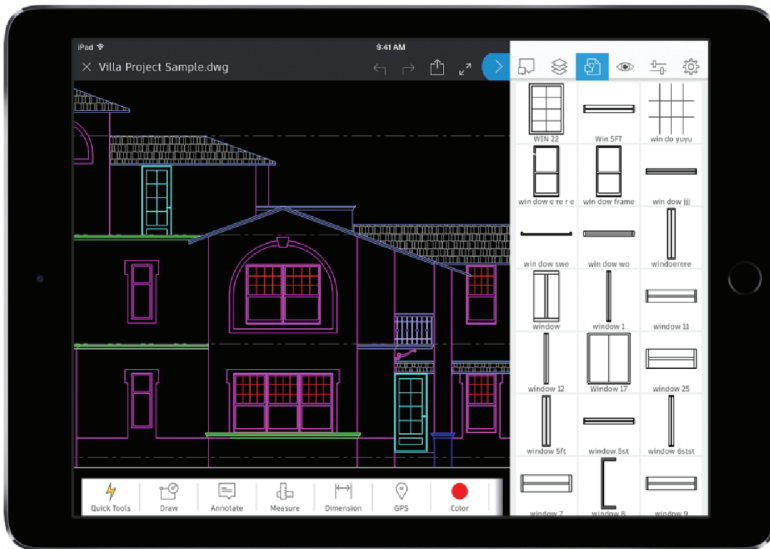 iPad
9:41 AM
Villa Project Sample.dwg
WIN 22
Win 5FT
win do yuyu
win dow e re r e
win dow frame
win dow jjj
win dow swe
win dow wo
windoerere
window
window 1
window 11
window 12
Window 17
window 25
window 5ft
window 5st
window 6stst
window 7
window 8
window 9
Quick Tools
Draw
Annotate
Measure
Dimension
GPS
Color